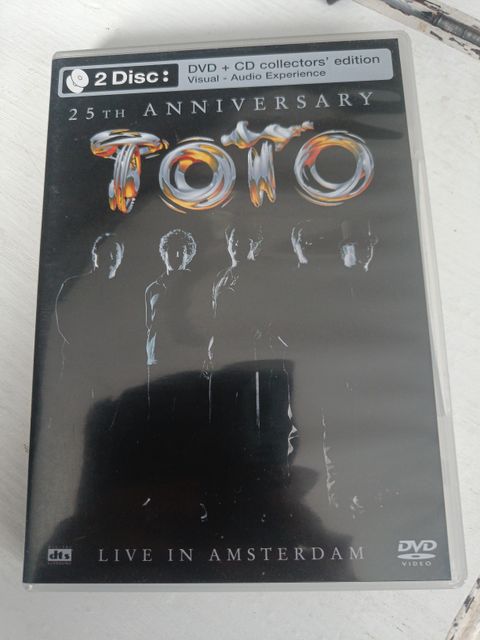 2 Disc:
DVD + CD collectors' edition
Visual - Audio Experience
25TH ANNIVERSARY
TOTO
dts
LIVE IN AMSTERDAM
DVD
VIDEO